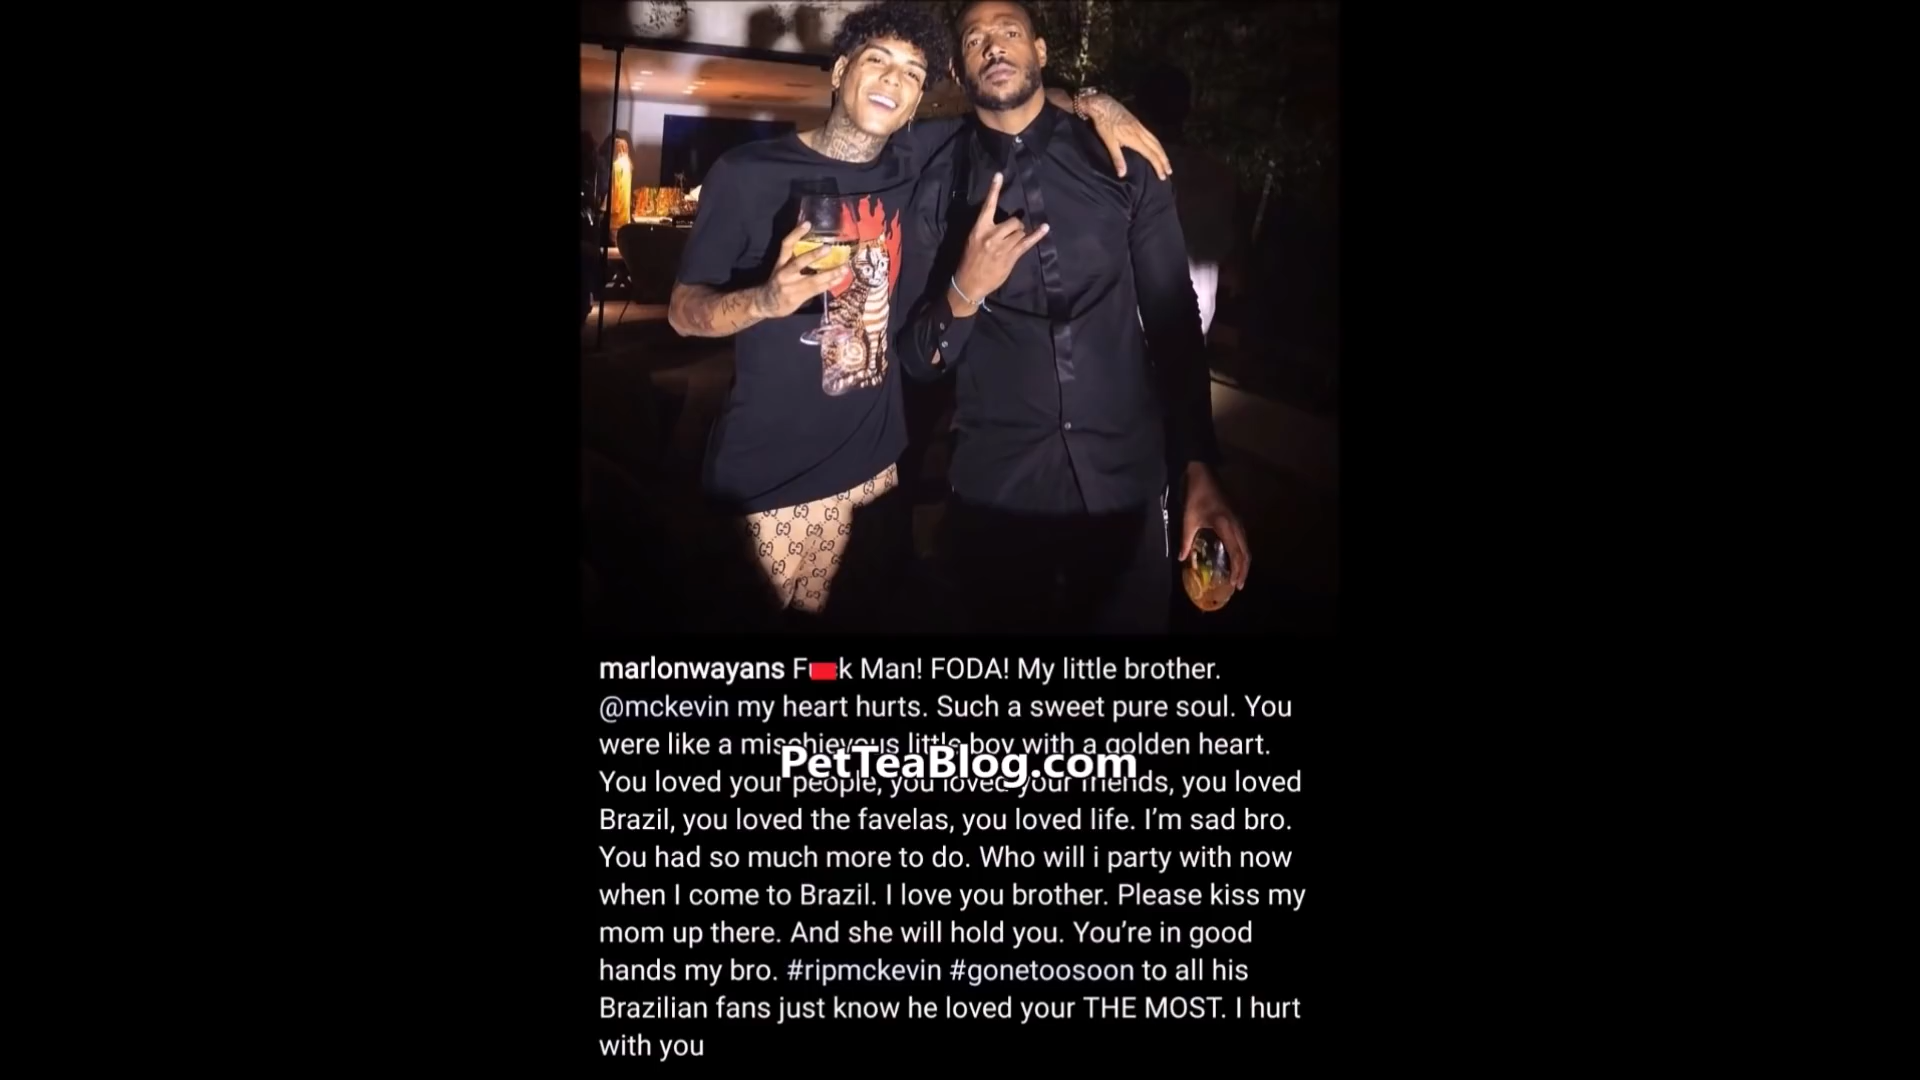 marlonwayans F k Man! FODA! My little brother.
@mckevin my heart hurts. Such a sweet pure soul. You
were like a mischievous little boy with a golden heart.
PetTeaBlog.com
You loved your people, you loved your friends, you loved
Brazil, you loved the favelas, you loved life. I’m sad bro.
You had so much more to do. Who will i party with now
when I come to Brazil. I love you brother. Please kiss my
mom up there. And she will hold you. You’re in good
hands my bro. #ripmckevin #gonetoosoon to all his
Brazilian fans just know he loved your THE MOST. I hurt
with you